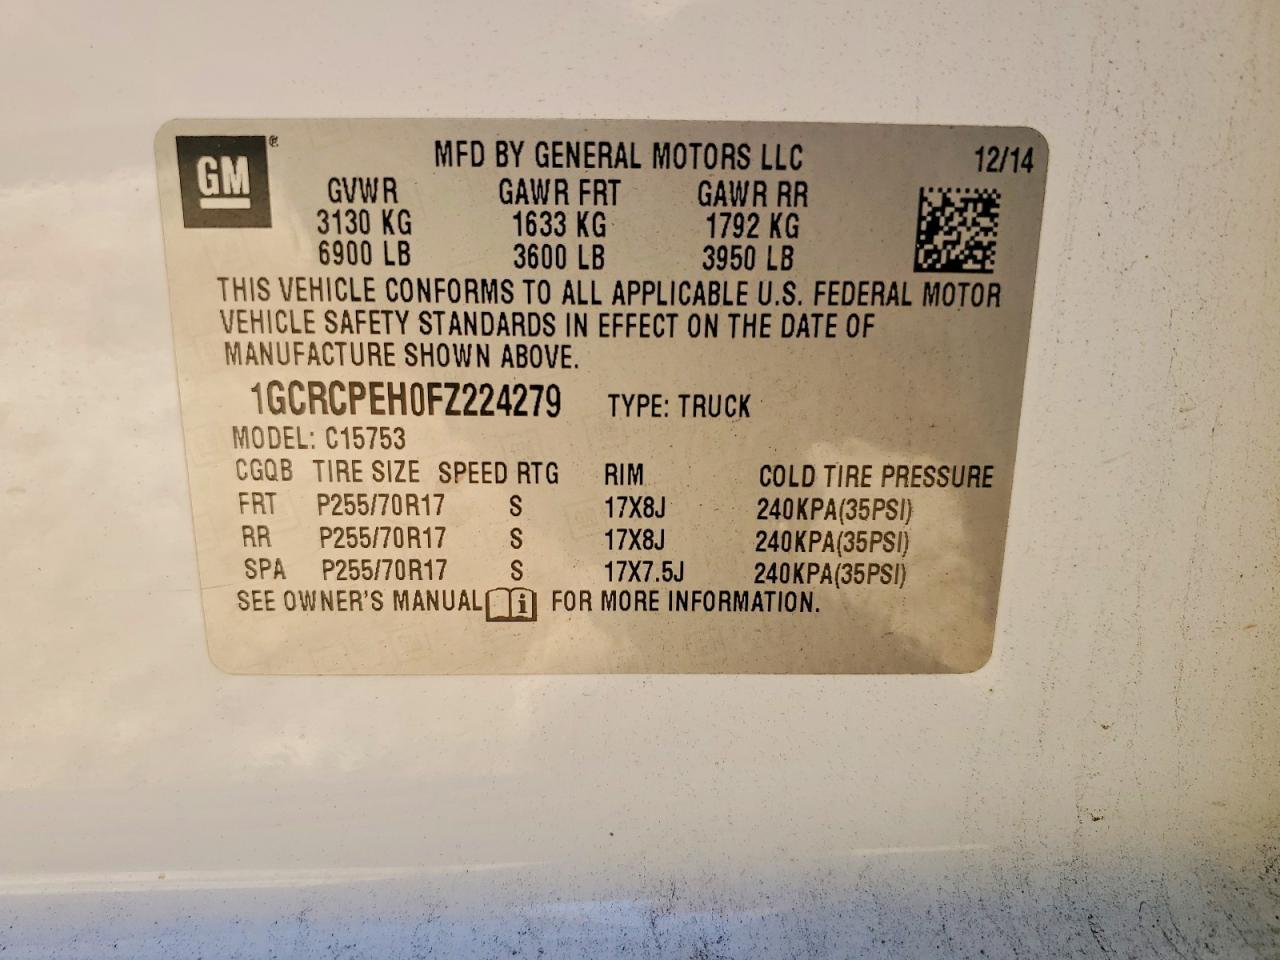 GM ® MFD BY GENERAL MOTORS LLC 12/14
GVWR GAWR FRT GAWR RR
3130 KG 1633 KG 1792 KG
6900 LB 3600 LB 3950 LB
THIS VEHICLE CONFORMS TO ALL APPLICABLE U.S. FEDERAL MOTOR
VEHICLE SAFETY STANDARDS IN EFFECT ON THE DATE OF
MANUFACTURE SHOWN ABOVE.
1GCRCPEH0FZ224279 TYPE: TRUCK
MODEL: C15753
CGQB TIRE SIZE SPEED RTG RIM COLD TIRE PRESSURE
FRT P255/70R17 S 17X8J 240KPA(35PSI)
RR P255/70R17 S 17X8J 240KPA(35PSI)
SPA P255/70R17 S 17X7.5J 240KPA(35PSI)
SEE OWNER'S MANUAL i FOR MORE INFORMATION.